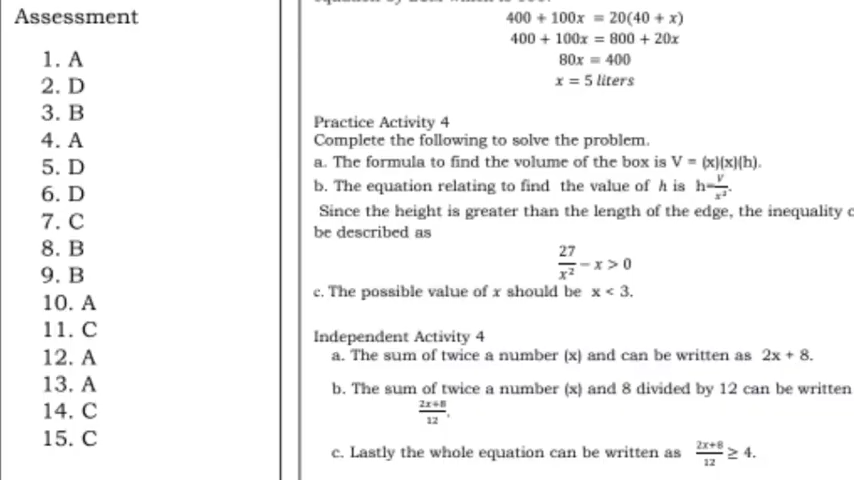 Assessment
1. A
2. D
3. B
4. A
5. D
6. D
7. C
8. B
9. B
10. A
11. C
12. A
13. A
14. C
15. C
400 + 100x = 20(40 + x)
400 + 100x = 800 + 20x
80x = 400
x = 5 liters
Practice Activity 4
Complete the following to solve the problem.
a. The formula to find the volume of the box is V = (x)(x)(h).
b. The equation relating to find the value of h is h=V/x².
Since the height is greater than the length of the edge, the inequality
be described as
27/x² − x > 0
c. The possible value of x should be x < 3.
Independent Activity 4
a. The sum of twice a number (x) and can be written as 2x + 8.
b. The sum of twice a number (x) and 8 divided by 12 can be written
2x+8/12.
c. Lastly the whole equation can be written as 2x+8/12 ≥ 4.